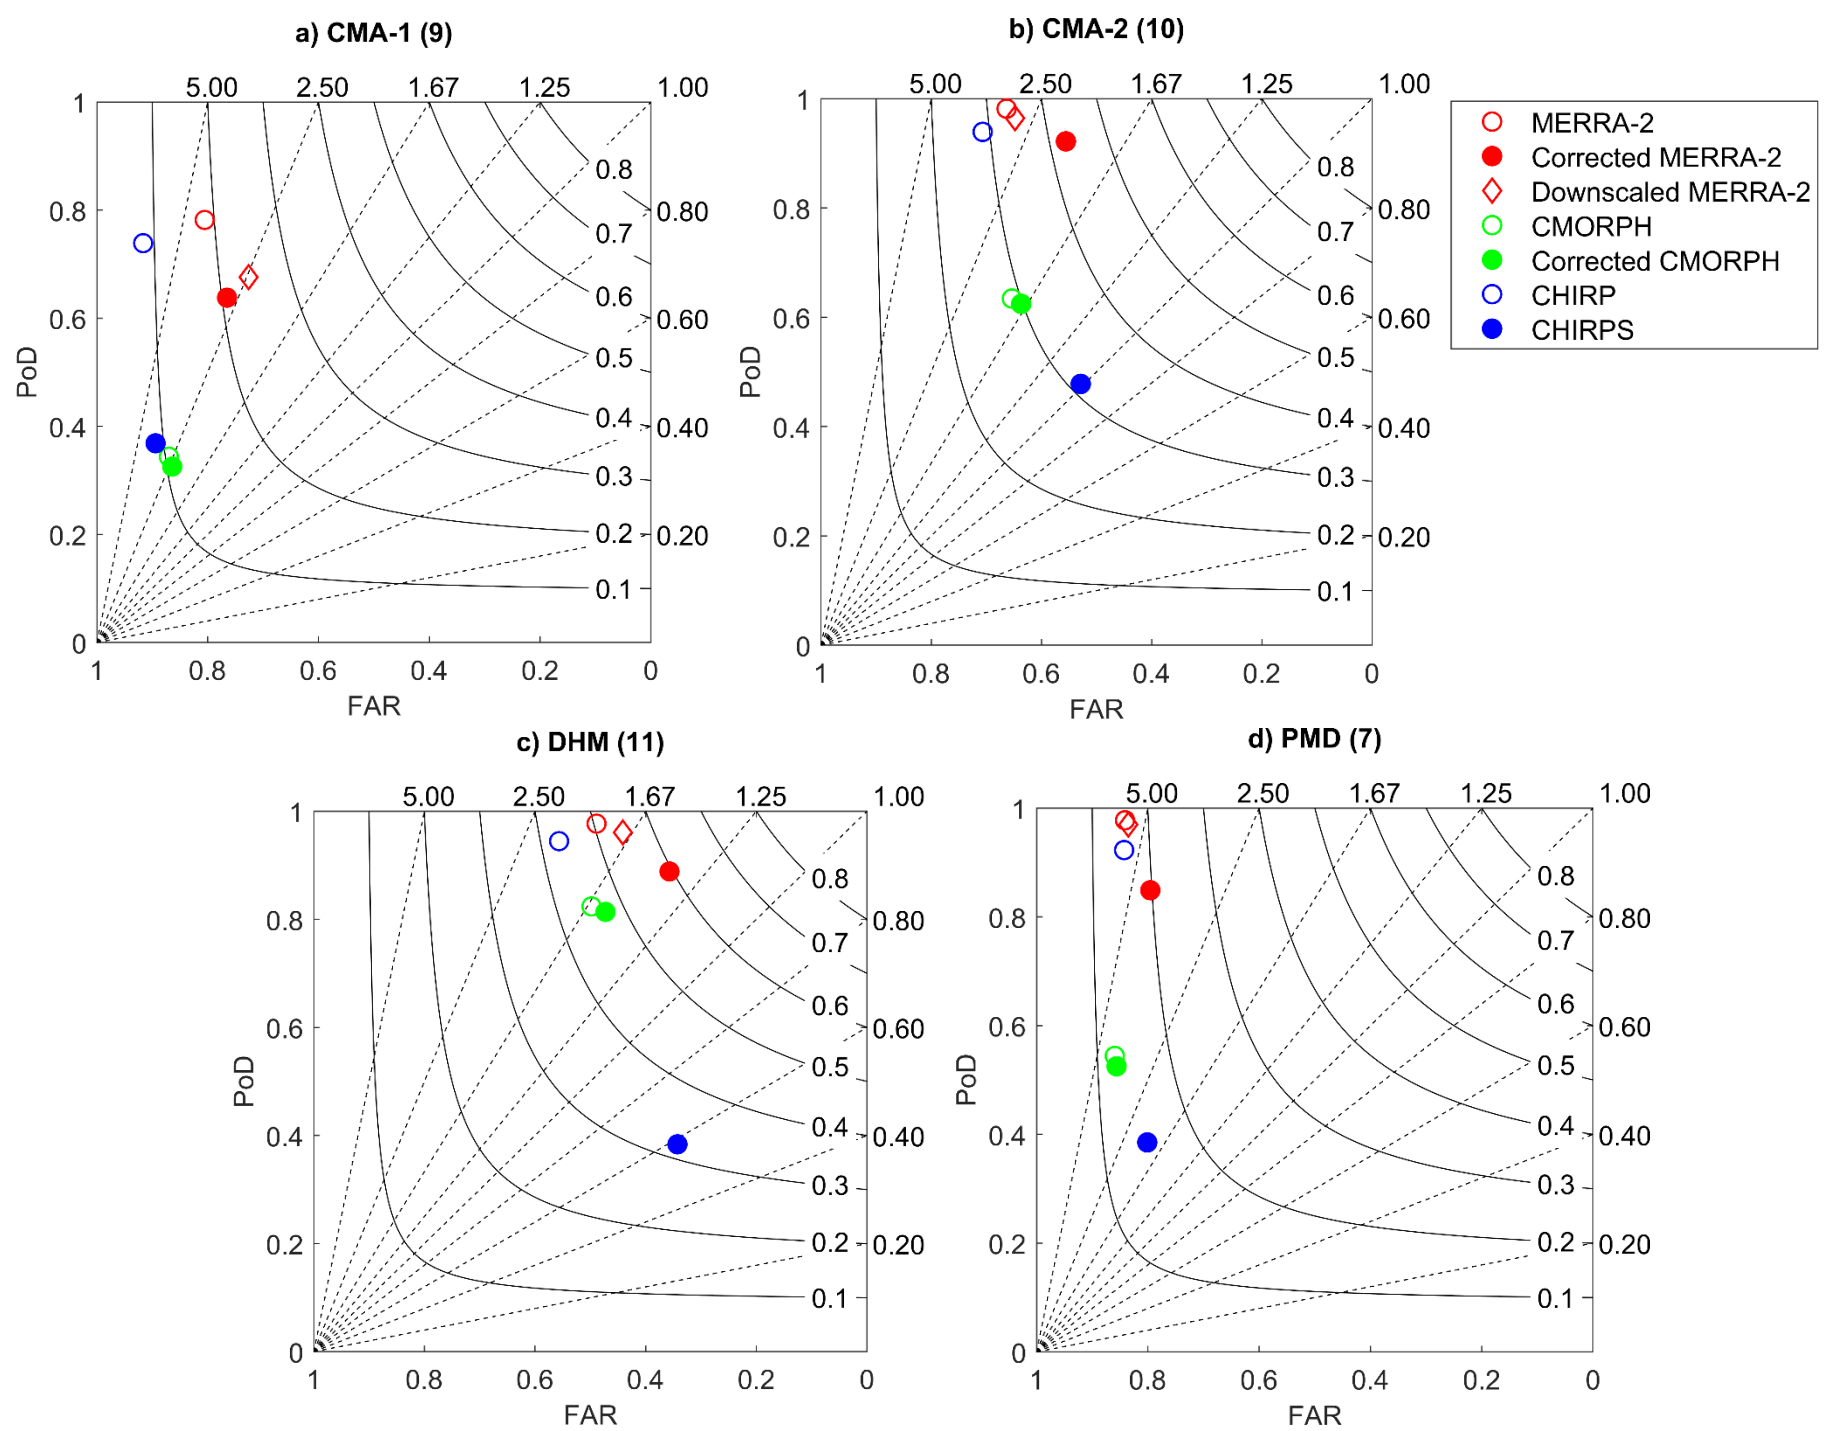 a) CMA-1 (9)
5.00 2.50 1.67 1.25 1.00
1
0.8
0.6
0.4
0.2
0
PoD
0.8
0.7
0.6
0.5
0.4
0.3
0.2
0.1
0.80
0.60
0.40
0.20
1 0.8 0.6 0.4 0.2 0
FAR
b) CMA-2 (10)
5.00 2.50 1.67 1.25 1.00
1
0.8
0.6
0.4
0.2
0
PoD
0.8
0.7
0.6
0.5
0.4
0.3
0.2
0.1
0.80
0.60
0.40
0.20
1 0.8 0.6 0.4 0.2 0
FAR
MERRA-2
Corrected MERRA-2
Downscaled MERRA-2
CMORPH
Corrected CMORPH
CHIRP
CHIRPS
c) DHM (11)
5.00 2.50 1.67 1.25 1.00
1
0.8
0.6
0.4
0.2
0
PoD
0.8
0.7
0.6
0.5
0.4
0.3
0.2
0.1
0.80
0.60
0.40
0.20
1 0.8 0.6 0.4 0.2 0
FAR
d) PMD (7)
5.00 2.50 1.67 1.25 1.00
1
0.8
0.6
0.4
0.2
0
PoD
0.8
0.7
0.6
0.5
0.4
0.3
0.2
0.1
0.80
0.60
0.40
0.20
1 0.8 0.6 0.4 0.2 0
FAR